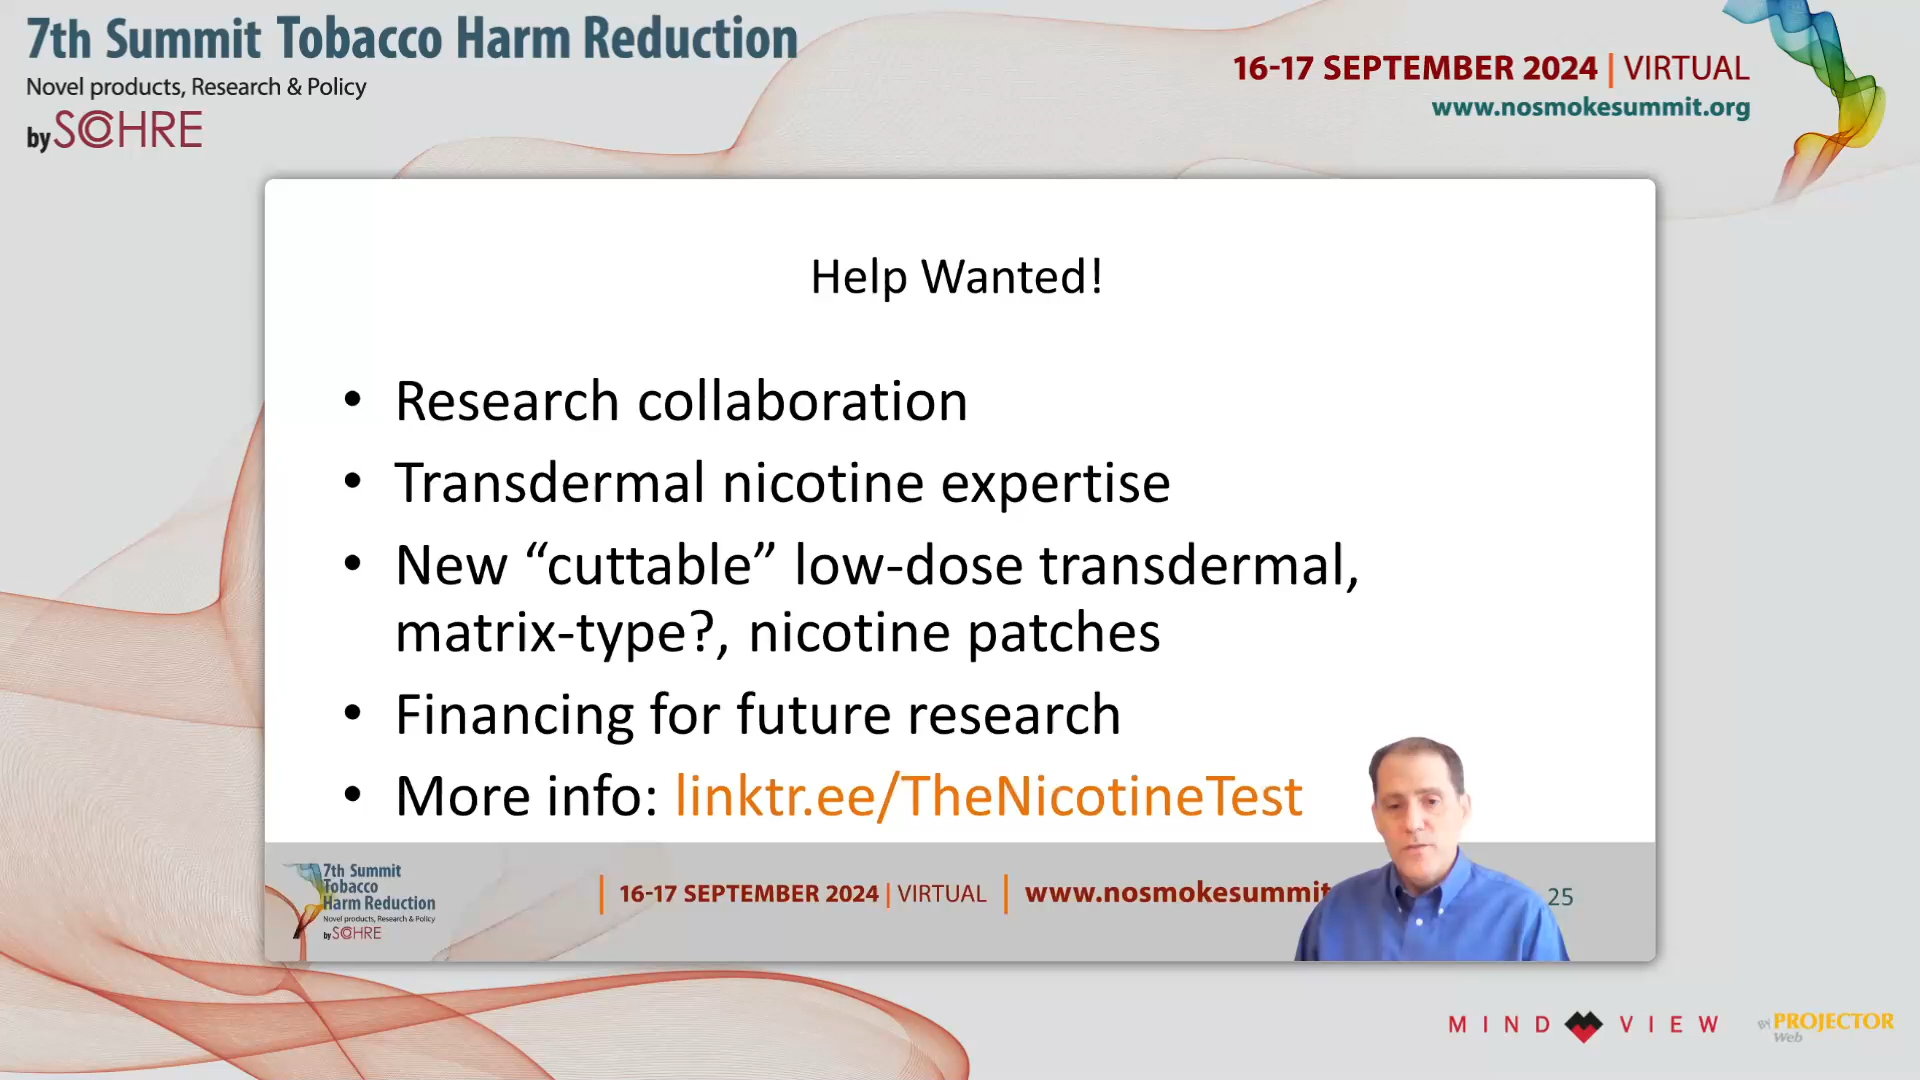 7th Summit Tobacco Harm Reduction
Novel products, Research & Policy
by SCOHRE
16-17 SEPTEMBER 2024 | VIRTUAL
www.nosmokesummit.org
Help Wanted!
• Research collaboration
• Transdermal nicotine expertise
• New “cuttable” low-dose transdermal,
matrix-type?, nicotine patches
• Financing for future research
• More info: linktr.ee/TheNicotineTest
7th Summit
Tobacco
Harm Reduction
Novel products, Research & Policy
by SCOHRE
16-17 SEPTEMBER 2024 | VIRTUAL
www.nosmokesummit
25
MIND VIEW
BY PROJECTOR
Web